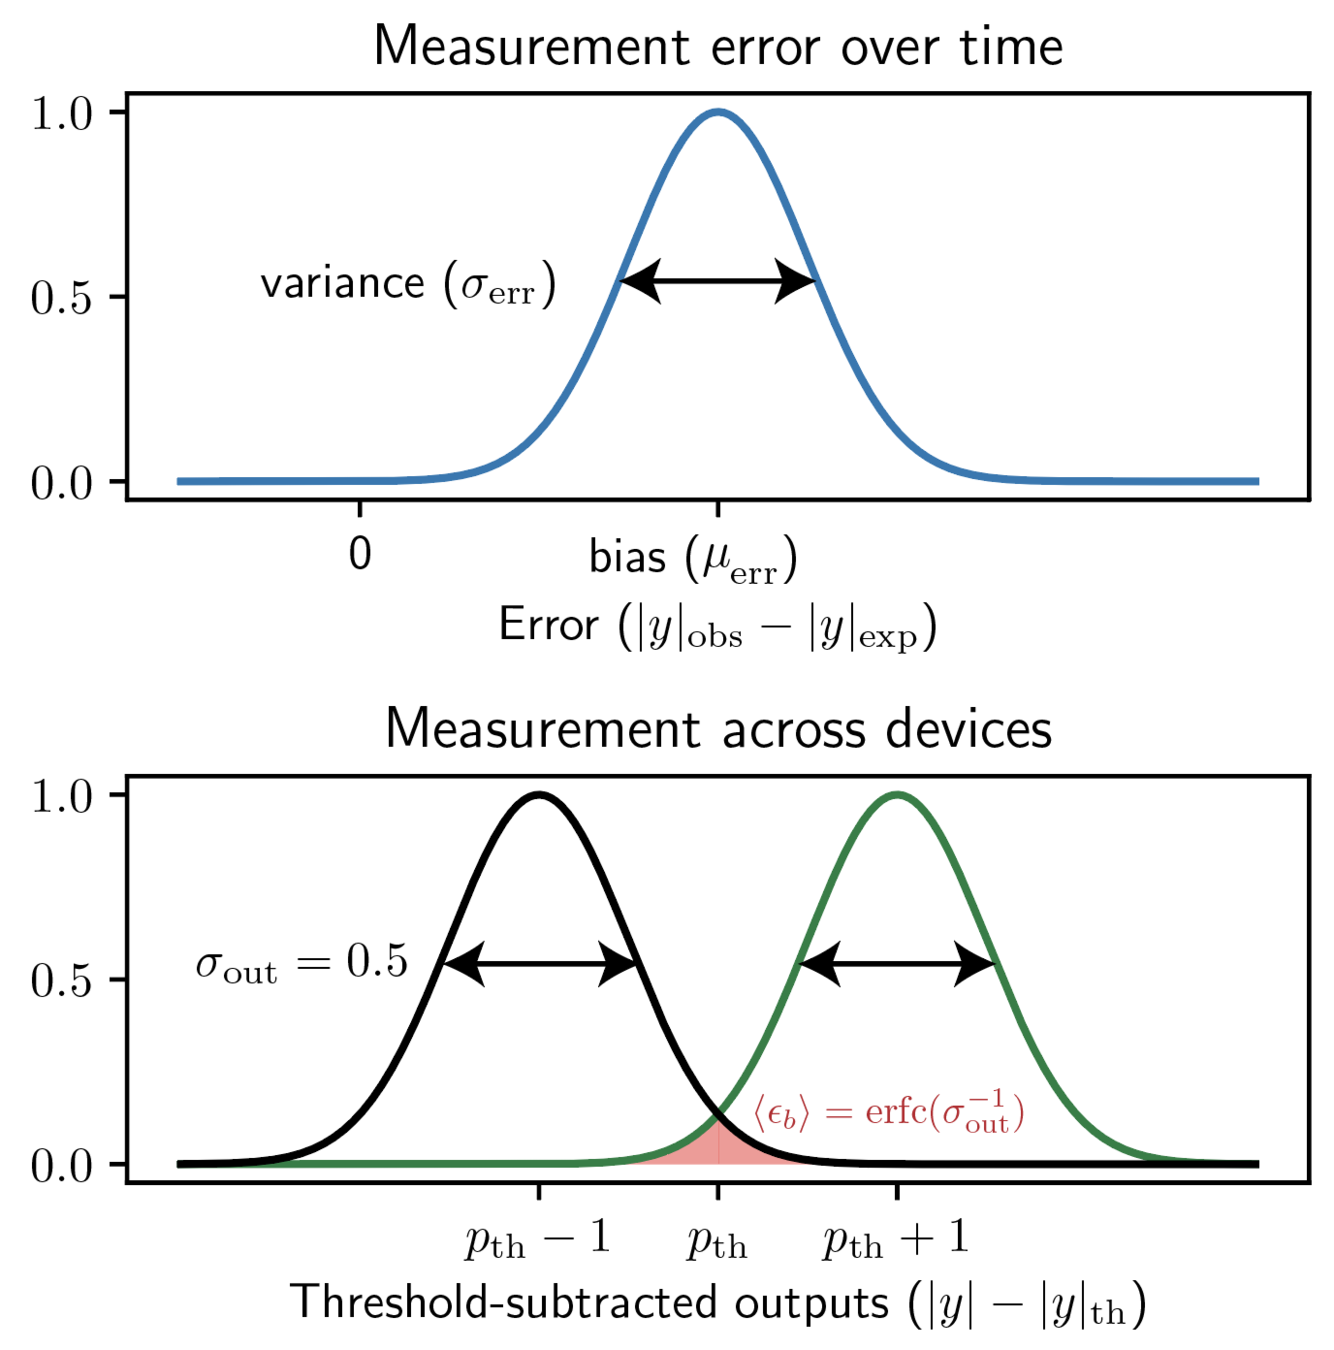 Measurement error over time
1.0
variance (σ_err)
0.5
0.0
0
bias (μ_err)
Error (|y|_obs − |y|_exp)
Measurement across devices
1.0
σ_out = 0.5
0.5
⟨ϵ_b⟩ = erfc(σ_out^−1)
0.0
p_th − 1
p_th
p_th + 1
Threshold-subtracted outputs (|y| − |y|_th)